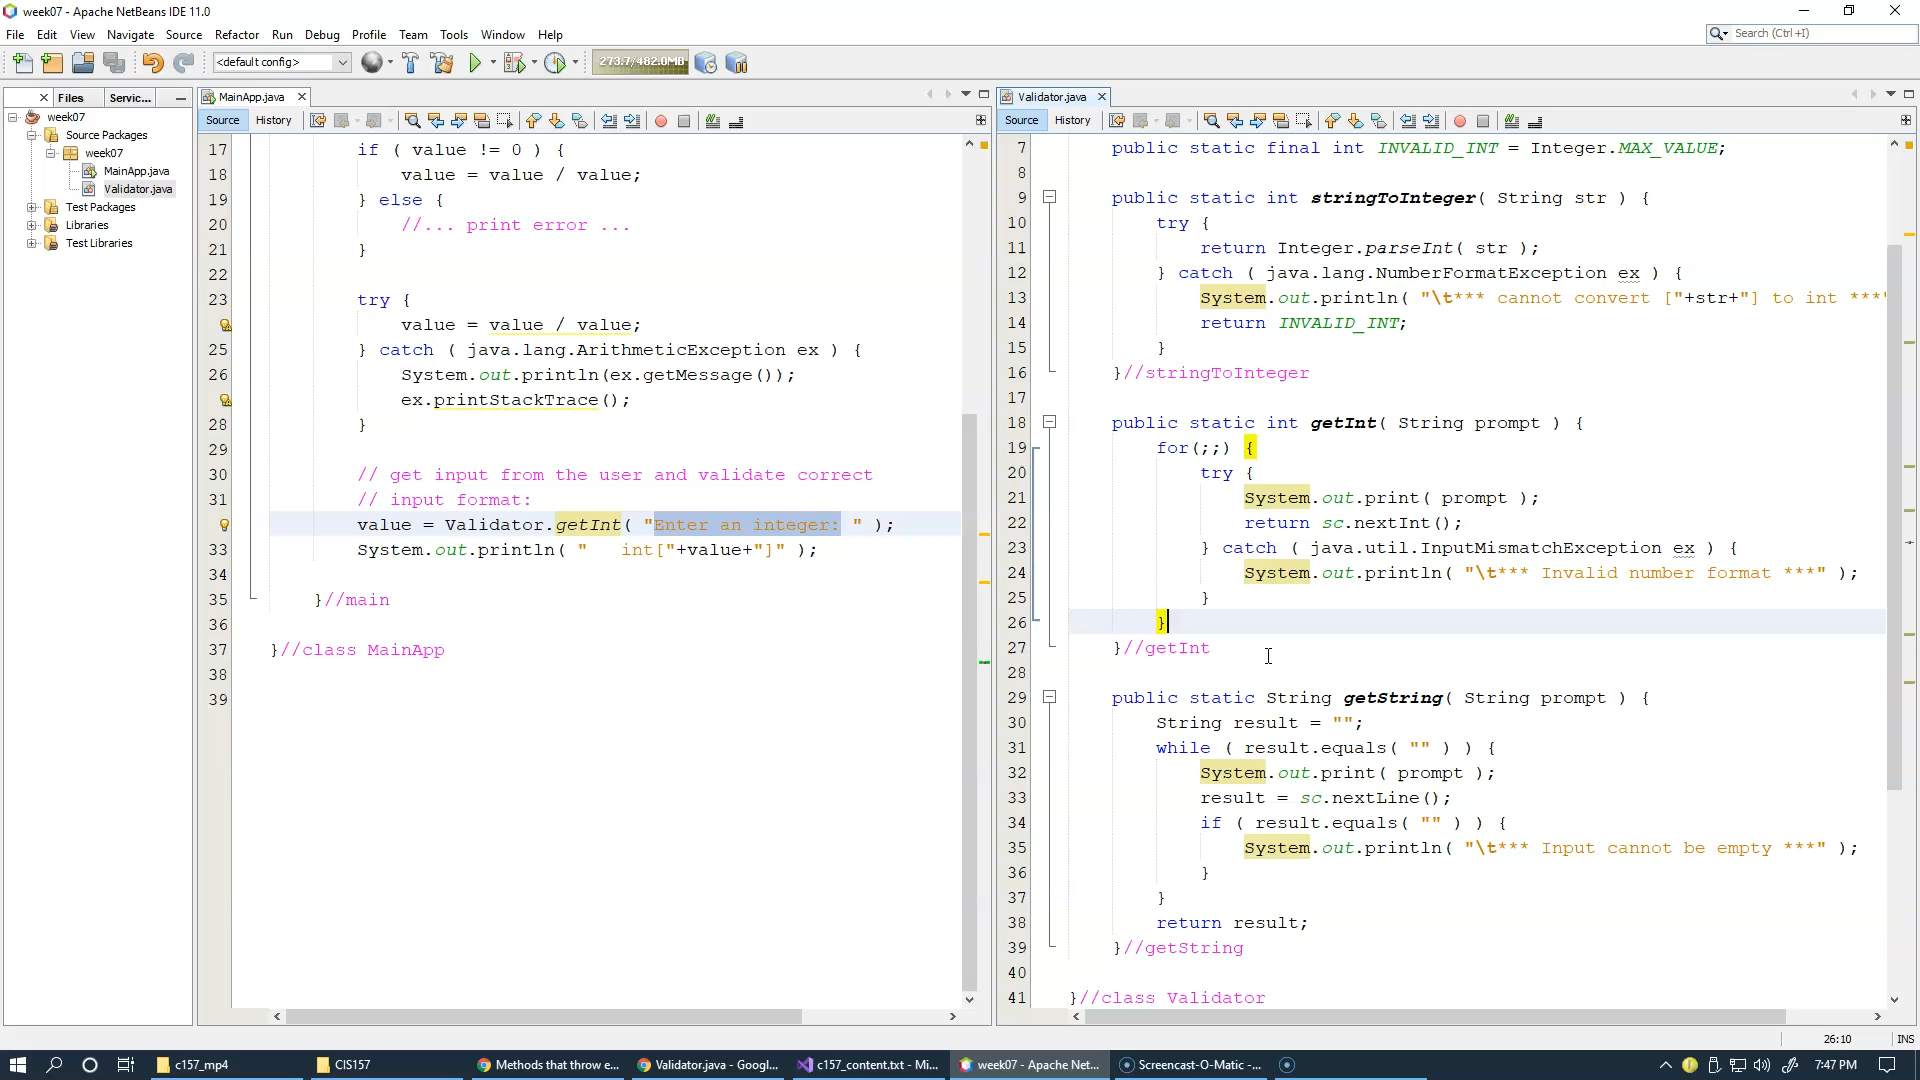 week07 - Apache NetBeans IDE 11.0
File Edit View Navigate Source Refactor Run Debug Profile Team Tools Window Help
Search (Ctrl+I)
<default config>
273.7/482.0MB
Files Servic...
week07
Source Packages
week07
MainApp.java
Validator.java
Test Packages
Libraries
Test Libraries
MainApp.java
Source History
17 if ( value != 0 ) {
18 value = value / value;
19 } else {
20 //... print error ...
21 }
22
23 try {
value = value / value;
25 } catch ( java.lang.ArithmeticException ex ) {
26 System.out.println(ex.getMessage());
ex.printStackTrace();
28 }
29
30 // get input from the user and validate correct
31 // input format:
value = Validator.getInt( "Enter an integer: " );
33 System.out.println( "   int["+value+"]" );
34
35 }//main
36
37 }//class MainApp
38
39
Validator.java
Source History
7 public static final int INVALID_INT = Integer.MAX_VALUE;
8
9 public static int stringToInteger( String str ) {
10 try {
11 return Integer.parseInt( str );
12 } catch ( java.lang.NumberFormatException ex ) {
13 System.out.println( "\t*** cannot convert ["+str+"] to int ***"
14 return INVALID_INT;
15 }
16 }//stringToInteger
17
18 public static int getInt( String prompt ) {
19 for(;;) {
20 try {
21 System.out.print( prompt );
22 return sc.nextInt();
23 } catch ( java.util.InputMismatchException ex ) {
24 System.out.println( "\t*** Invalid number format ***" );
25 }
26 }
27 }//getInt
28
29 public static String getString( String prompt ) {
30 String result = "";
31 while ( result.equals( "" ) ) {
32 System.out.print( prompt );
33 result = sc.nextLine();
34 if ( result.equals( "" ) ) {
35 System.out.println( "\t*** Input cannot be empty ***" );
36 }
37 }
38 return result;
39 }//getString
40
41 }//class Validator
26:10 INS
c157_mp4 CIS157 Methods that throw e... Validator.java - Googl... c157_content.txt - Mi... week07 - Apache Net... Screencast-O-Matic -... 7:47 PM